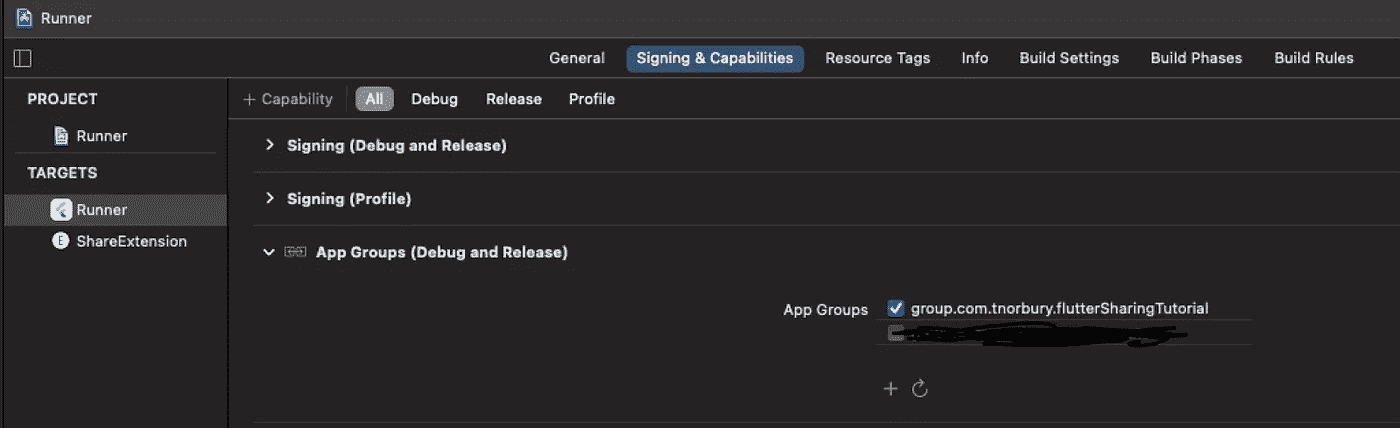 Runner
General Signing & Capabilities Resource Tags Info Build Settings Build Phases Build Rules
PROJECT
+ Capability All Debug Release Profile
Runner
Signing (Debug and Release)
TARGETS
Signing (Profile)
Runner
E ShareExtension
App Groups (Debug and Release)
App Groups group.com.tnorbury.flutterSharingTutorial
+